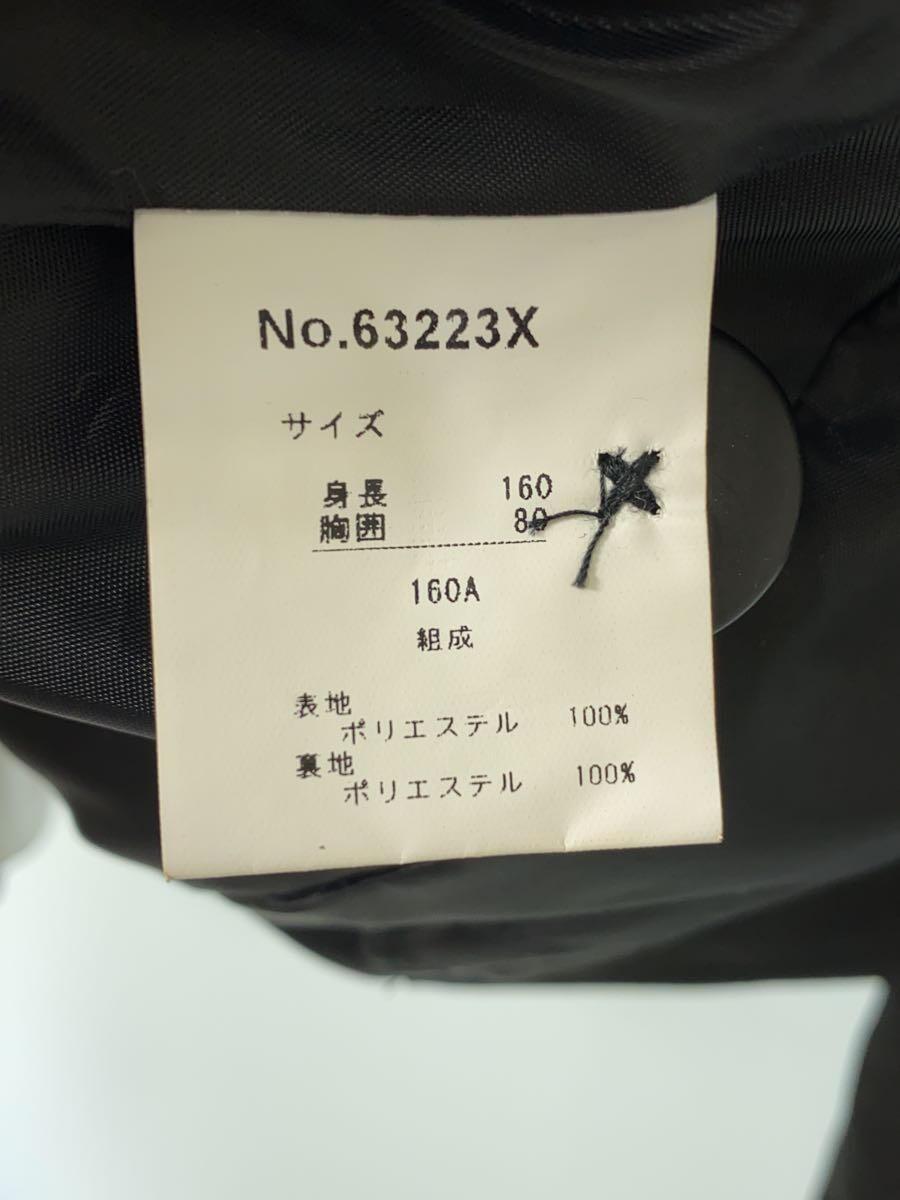 No.63223X
サイズ
身長 160
胸囲 80
160A
組成
表地
ポリエステル 100%
裏地
ポリエステル 100%